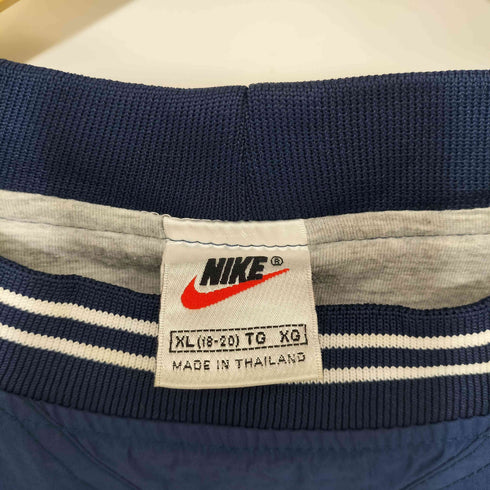 NIKE®
XL (18-20) TG XG
MADE IN THAILAND